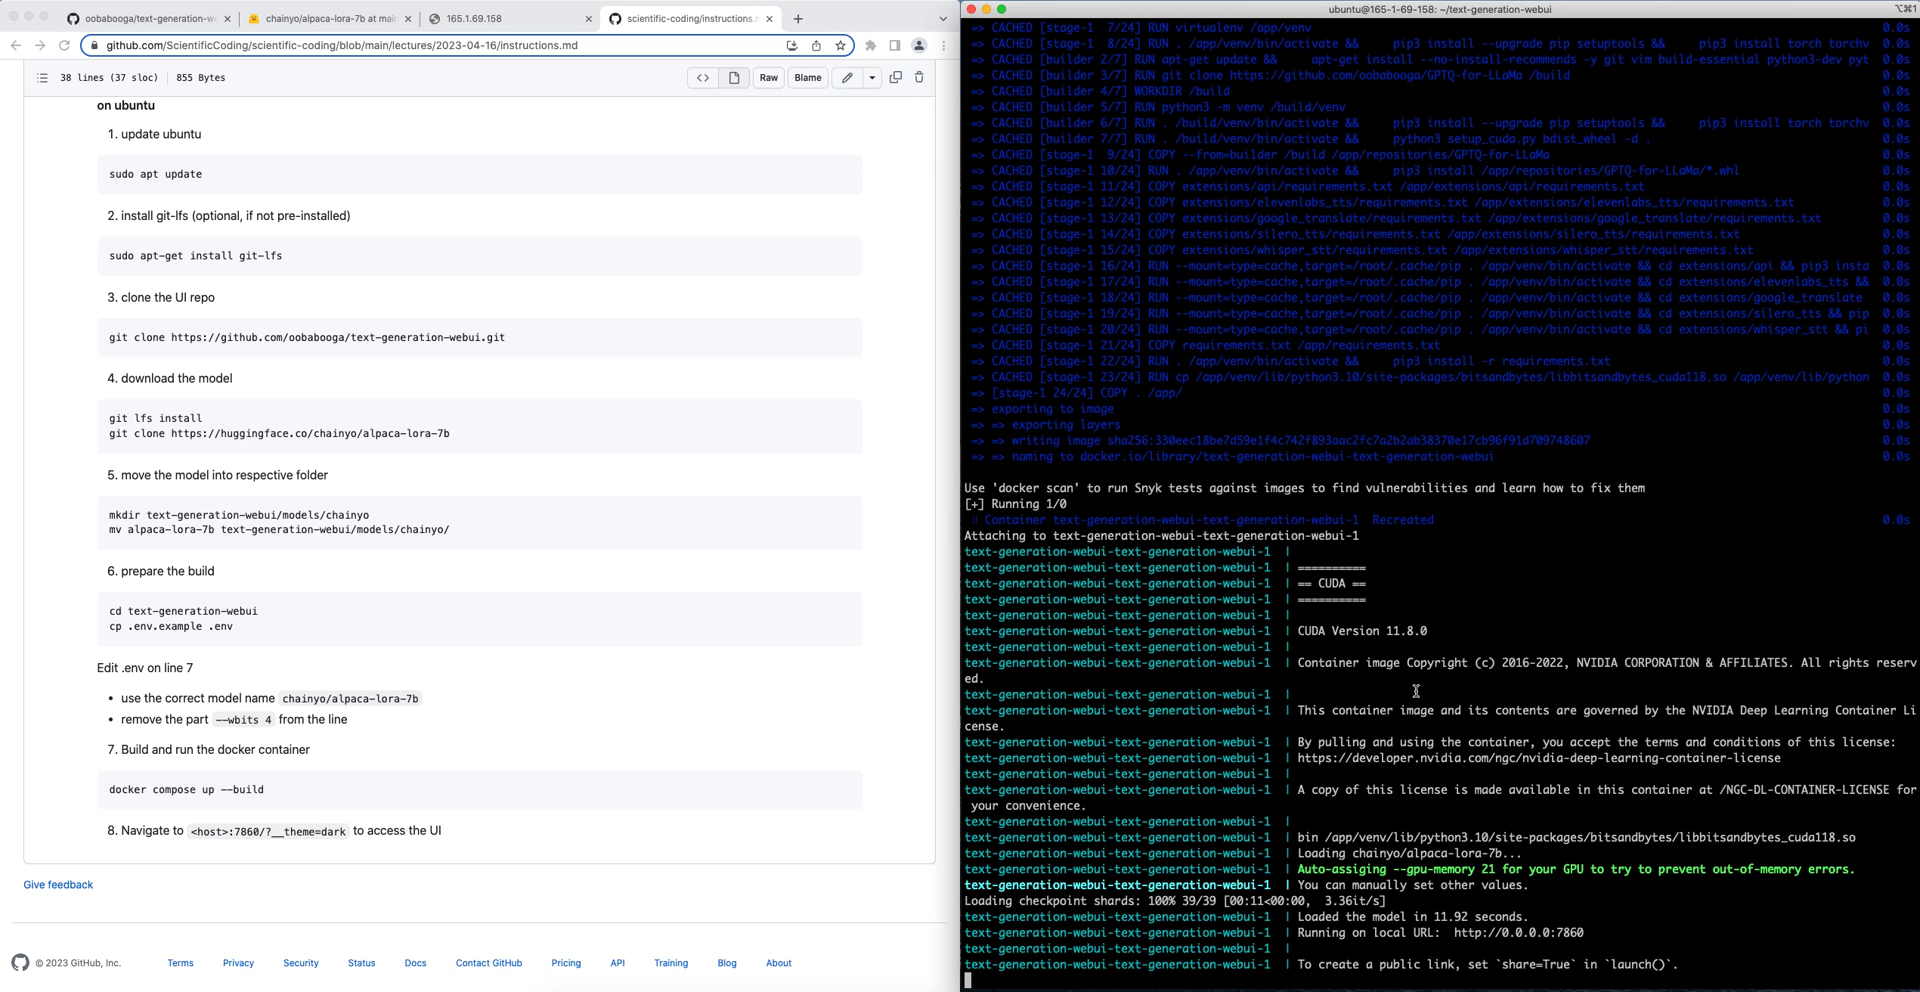 oobabooga/text-generation-we
chainyo/alpaca-lora-7b at main
165.1.69.158
scientific-coding/instructions.m
github.com/ScientificCoding/scientific-coding/blob/main/lectures/2023-04-16/instructions.md
38 lines (37 sloc) 855 Bytes
Raw
Blame
on ubuntu
1. update ubuntu
sudo apt update
2. install git-lfs (optional, if not pre-installed)
sudo apt-get install git-lfs
3. clone the UI repo
git clone https://github.com/oobabooga/text-generation-webui.git
4. download the model
git lfs install
git clone https://huggingface.co/chainyo/alpaca-lora-7b
5. move the model into respective folder
mkdir text-generation-webui/models/chainyo
mv alpaca-lora-7b text-generation-webui/models/chainyo/
6. prepare the build
cd text-generation-webui
cp .env.example .env
Edit .env on line 7
• use the correct model name chainyo/alpaca-lora-7b
• remove the part --wbits 4 from the line
7. Build and run the docker container
docker compose up --build
8. Navigate to <host>:7860/?__theme=dark to access the UI
Give feedback
© 2023 GitHub, Inc. Terms Privacy Security Status Docs Contact GitHub Pricing API Training Blog About
ubuntu@165-1-69-158: ~/text-generation-webui
⌥⌘1
=> CACHED [stage-1 7/24] RUN virtualenv /app/venv 0.0s
=> CACHED [stage-1 8/24] RUN . /app/venv/bin/activate && pip3 install --upgrade pip setuptools && pip3 install torch torchv 0.0s
=> CACHED [builder 2/7] RUN apt-get update && apt-get install --no-install-recommends -y git vim build-essential python3-dev pyt 0.0s
=> CACHED [builder 3/7] RUN git clone https://github.com/oobabooga/GPTQ-for-LLaMa /build 0.0s
=> CACHED [builder 4/7] WORKDIR /build 0.0s
=> CACHED [builder 5/7] RUN python3 -m venv /build/venv 0.0s
=> CACHED [builder 6/7] RUN . /build/venv/bin/activate && pip3 install --upgrade pip setuptools && pip3 install torch torchv 0.0s
=> CACHED [builder 7/7] RUN . /build/venv/bin/activate && python3 setup_cuda.py bdist_wheel -d . 0.0s
=> CACHED [stage-1 9/24] COPY --from=builder /build /app/repositories/GPTQ-for-LLaMa 0.0s
=> CACHED [stage-1 10/24] RUN . /app/venv/bin/activate && pip3 install /app/repositories/GPTQ-for-LLaMa/*.whl 0.0s
=> CACHED [stage-1 11/24] COPY extensions/api/requirements.txt /app/extensions/api/requirements.txt 0.0s
=> CACHED [stage-1 12/24] COPY extensions/elevenlabs_tts/requirements.txt /app/extensions/elevenlabs_tts/requirements.txt 0.0s
=> CACHED [stage-1 13/24] COPY extensions/google_translate/requirements.txt /app/extensions/google_translate/requirements.txt 0.0s
=> CACHED [stage-1 14/24] COPY extensions/silero_tts/requirements.txt /app/extensions/silero_tts/requirements.txt 0.0s
=> CACHED [stage-1 15/24] COPY extensions/whisper_stt/requirements.txt /app/extensions/whisper_stt/requirements.txt 0.0s
=> CACHED [stage-1 16/24] RUN --mount=type=cache,target=/root/.cache/pip . /app/venv/bin/activate && cd extensions/api && pip3 insta 0.0s
=> CACHED [stage-1 17/24] RUN --mount=type=cache,target=/root/.cache/pip . /app/venv/bin/activate && cd extensions/elevenlabs_tts && 0.0s
=> CACHED [stage-1 18/24] RUN --mount=type=cache,target=/root/.cache/pip . /app/venv/bin/activate && cd extensions/google_translate 0.0s
=> CACHED [stage-1 19/24] RUN --mount=type=cache,target=/root/.cache/pip . /app/venv/bin/activate && cd extensions/silero_tts && pip 0.0s
=> CACHED [stage-1 20/24] RUN --mount=type=cache,target=/root/.cache/pip . /app/venv/bin/activate && cd extensions/whisper_stt && pi 0.0s
=> CACHED [stage-1 21/24] COPY requirements.txt /app/requirements.txt 0.0s
=> CACHED [stage-1 22/24] RUN . /app/venv/bin/activate && pip3 install -r requirements.txt 0.0s
=> CACHED [stage-1 23/24] RUN cp /app/venv/lib/python3.10/site-packages/bitsandbytes/libbitsandbytes_cuda118.so /app/venv/lib/python 0.0s
=> [stage-1 24/24] COPY . /app/ 0.0s
=> exporting to image 0.0s
=> => exporting layers 0.0s
=> => writing image sha256:330eec18be7d59e1f4c742f893aac2fc7a2b2ab38370e17cb96f91d709748607 0.0s
=> => naming to docker.io/library/text-generation-webui-text-generation-webui 0.0s
Use 'docker scan' to run Snyk tests against images to find vulnerabilities and learn how to fix them
[+] Running 1/0
⠿ Container text-generation-webui-text-generation-webui-1 Recreated 0.0s
Attaching to text-generation-webui-text-generation-webui-1
text-generation-webui-text-generation-webui-1 |
text-generation-webui-text-generation-webui-1 | ==========
text-generation-webui-text-generation-webui-1 | == CUDA ==
text-generation-webui-text-generation-webui-1 | ==========
text-generation-webui-text-generation-webui-1 |
text-generation-webui-text-generation-webui-1 | CUDA Version 11.8.0
text-generation-webui-text-generation-webui-1 |
text-generation-webui-text-generation-webui-1 | Container image Copyright (c) 2016-2022, NVIDIA CORPORATION & AFFILIATES. All rights reserv
ed.
text-generation-webui-text-generation-webui-1 |
text-generation-webui-text-generation-webui-1 | This container image and its contents are governed by the NVIDIA Deep Learning Container Li
cense.
text-generation-webui-text-generation-webui-1 | By pulling and using the container, you accept the terms and conditions of this license:
text-generation-webui-text-generation-webui-1 | https://developer.nvidia.com/ngc/nvidia-deep-learning-container-license
text-generation-webui-text-generation-webui-1 |
text-generation-webui-text-generation-webui-1 | A copy of this license is made available in this container at /NGC-DL-CONTAINER-LICENSE for
your convenience.
text-generation-webui-text-generation-webui-1 |
text-generation-webui-text-generation-webui-1 | bin /app/venv/lib/python3.10/site-packages/bitsandbytes/libbitsandbytes_cuda118.so
text-generation-webui-text-generation-webui-1 | Loading chainyo/alpaca-lora-7b...
text-generation-webui-text-generation-webui-1 | Auto-assiging --gpu-memory 21 for your GPU to try to prevent out-of-memory errors.
text-generation-webui-text-generation-webui-1 | You can manually set other values.
Loading checkpoint shards: 100% 39/39 [00:11<00:00, 3.36it/s]
text-generation-webui-text-generation-webui-1 | Loaded the model in 11.92 seconds.
text-generation-webui-text-generation-webui-1 | Running on local URL: http://0.0.0.0:7860
text-generation-webui-text-generation-webui-1 |
text-generation-webui-text-generation-webui-1 | To create a public link, set `share=True` in `launch()`.